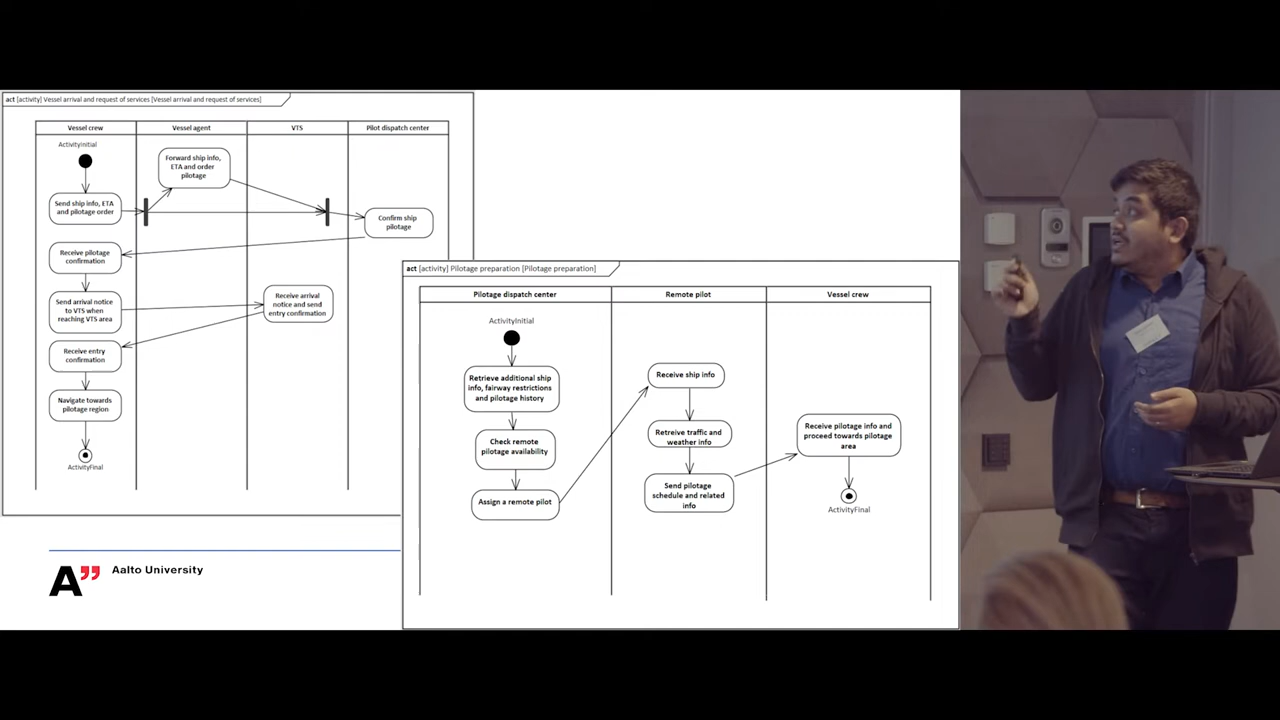 act [activity] Vessel arrival and request of services [Vessel arrival and request of services]
Vessel crew
Vessel agent
VTS
Pilot dispatch center
ActivityInitial
Forward ship info,
ETA and order
pilotage
Send ship info, ETA
and pilotage order
Confirm ship
pilotage
Receive pilotage
confirmation
Send arrival notice
to VTS when
reaching VTS area
Receive arrival
notice and send
entry confirmation
Receive entry
confirmation
Navigate towards
pilotage region
ActivityFinal
act [activity] Pilotage preparation [Pilotage preparation]
Pilotage dispatch center
Remote pilot
Vessel crew
ActivityInitial
Retrieve additional ship
info, fairway restrictions
and pilotage history
Check remote
pilotage availability
Assign a remote pilot
Receive ship info
Retreive traffic and
weather info
Send pilotage
schedule and related
info
Receive pilotage info and
proceed towards pilotage
area
ActivityFinal
A”
Aalto University